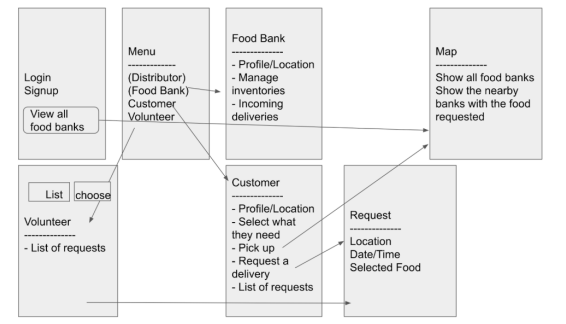 Login
Signup
View all
food banks
Menu
-------------
(Distributor)
(Food Bank)
Customer
Volunteer
Food Bank
--------------
- Profile/Location
- Manage
inventories
- Incoming
deliveries
Map
--------------
Show all food banks
Show the nearby
banks with the food
requested
List
choose
Volunteer
--------------
- List of requests
Customer
--------------
- Profile/Location
- Select what
they need
- Pick up
- Request a
delivery
- List of requests
Request
--------------
Location
Date/Time
Selected Food